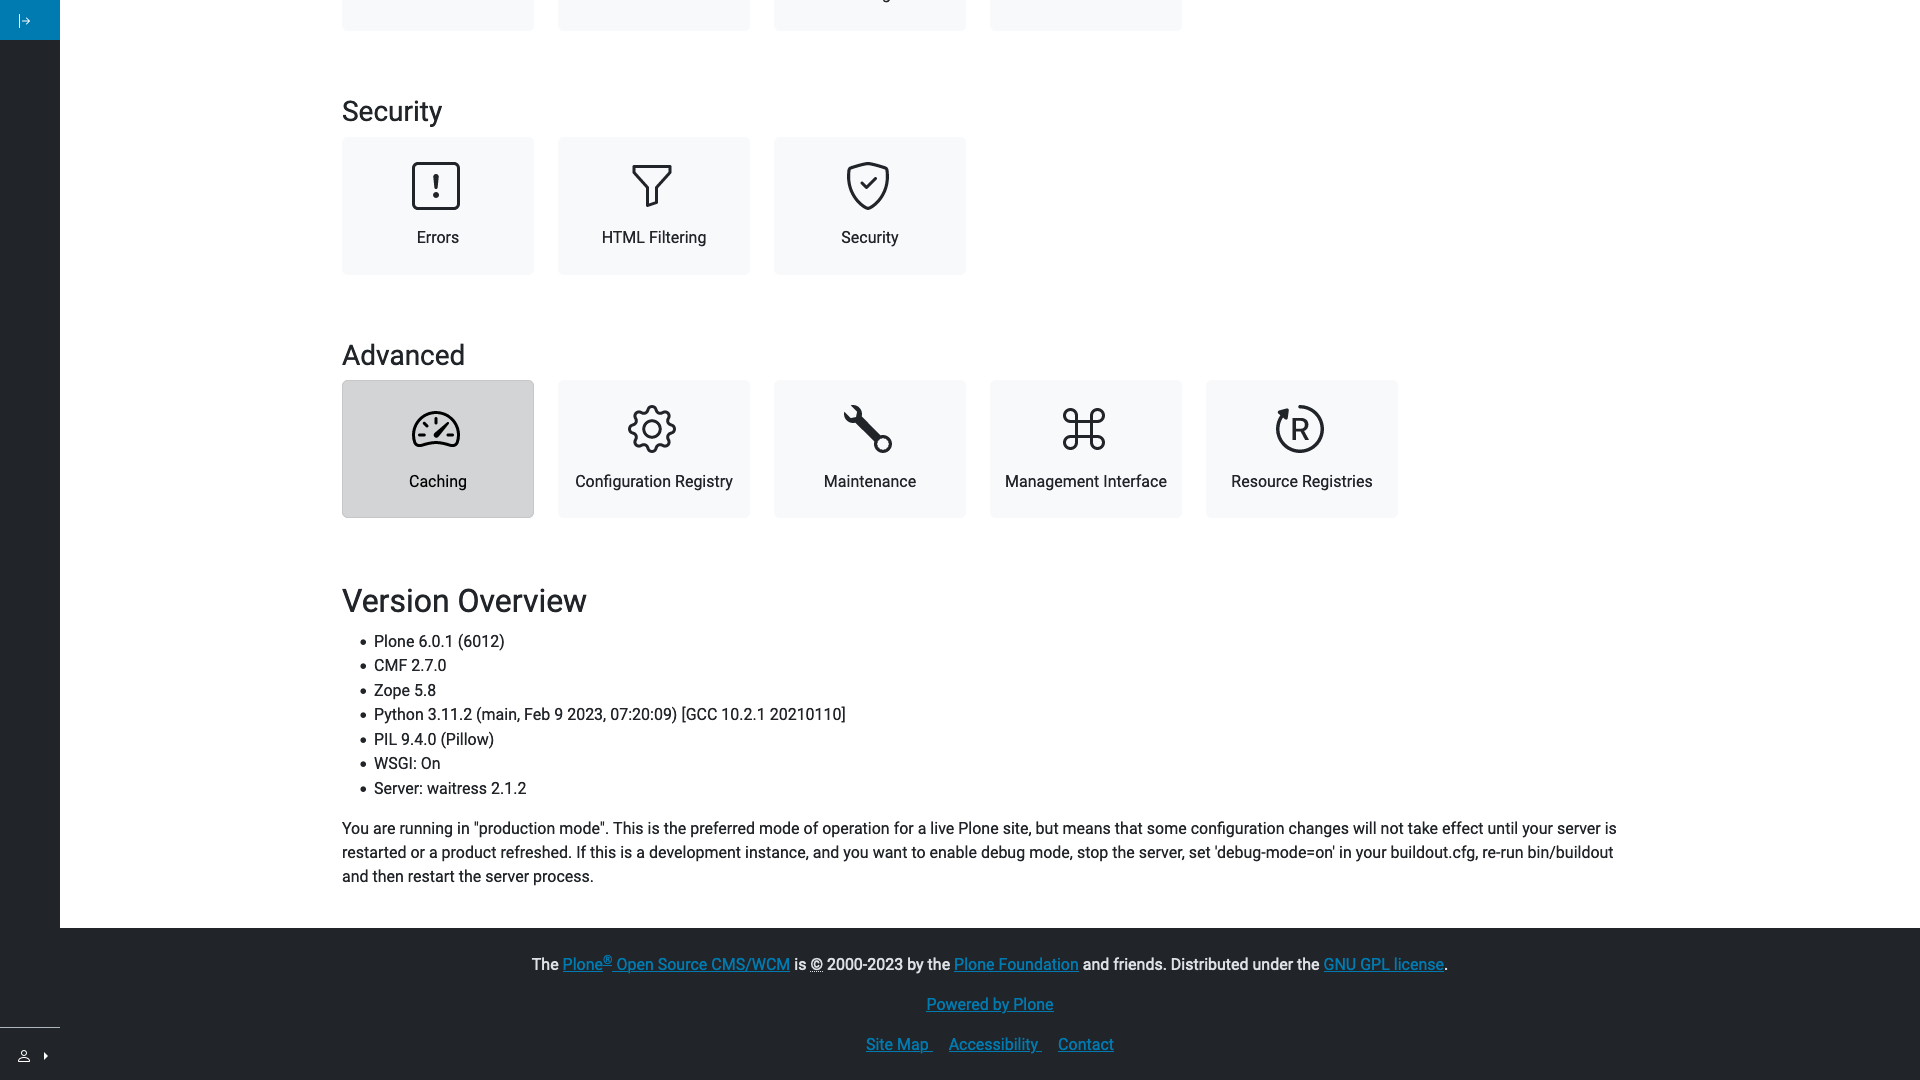 Security
Errors
HTML Filtering
Security
Advanced
Caching
Configuration Registry
Maintenance
Management Interface
R
Resource Registries
Version Overview
• Plone 6.0.1 (6012)
• CMF 2.7.0
• Zope 5.8
• Python 3.11.2 (main, Feb 9 2023, 07:20:09) [GCC 10.2.1 20210110]
• PIL 9.4.0 (Pillow)
• WSGI: On
• Server: waitress 2.1.2
You are running in "production mode". This is the preferred mode of operation for a live Plone site, but means that some configuration changes will not take effect until your server is
restarted or a product refreshed. If this is a development instance, and you want to enable debug mode, stop the server, set 'debug-mode=on' in your buildout.cfg, re-run bin/buildout
and then restart the server process.
The Plone® Open Source CMS/WCM is © 2000-2023 by the Plone Foundation and friends. Distributed under the GNU GPL license.
Powered by Plone
Site Map Accessibility Contact